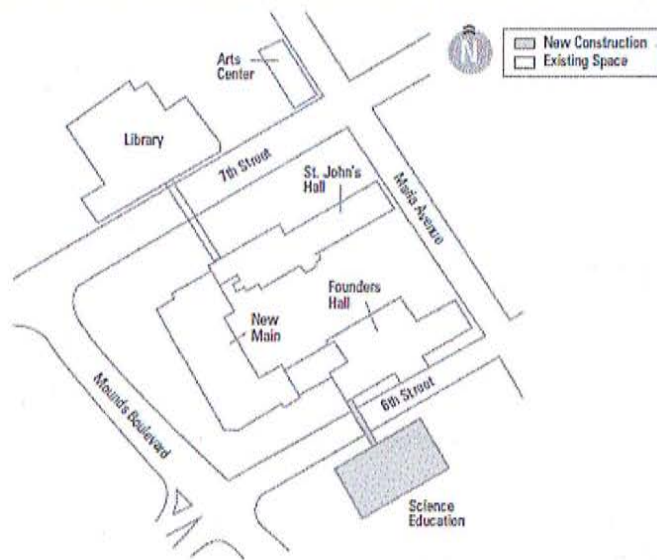 Arts
Center
N
New Construction
Existing Space
Library
7th Street
St. John's
Hall
Maria Avenue
Founders
Hall
New
Main
Mounds Boulevard
6th Street
Science
Education